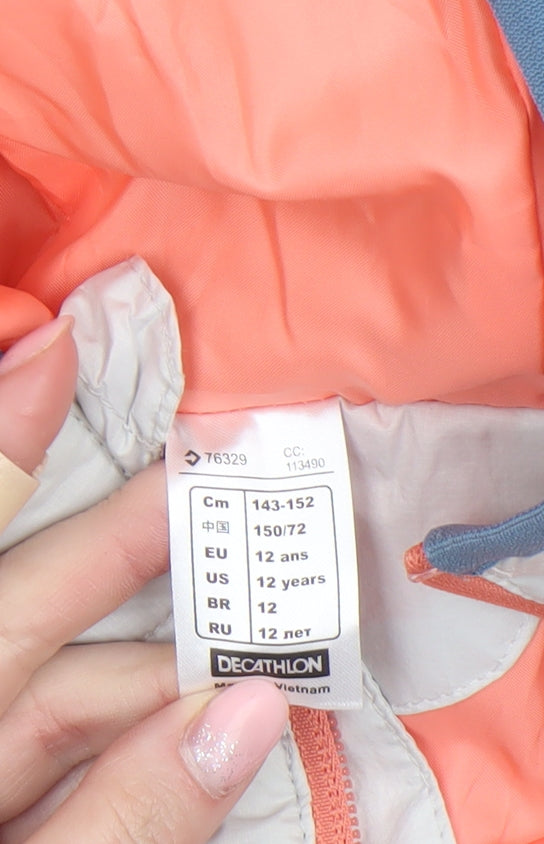 76329 CC:
113490
Cm 143-152
中国 150/72
EU 12 ans
US 12 years
BR 12
RU 12 лет
DECATHLON
Vietnam